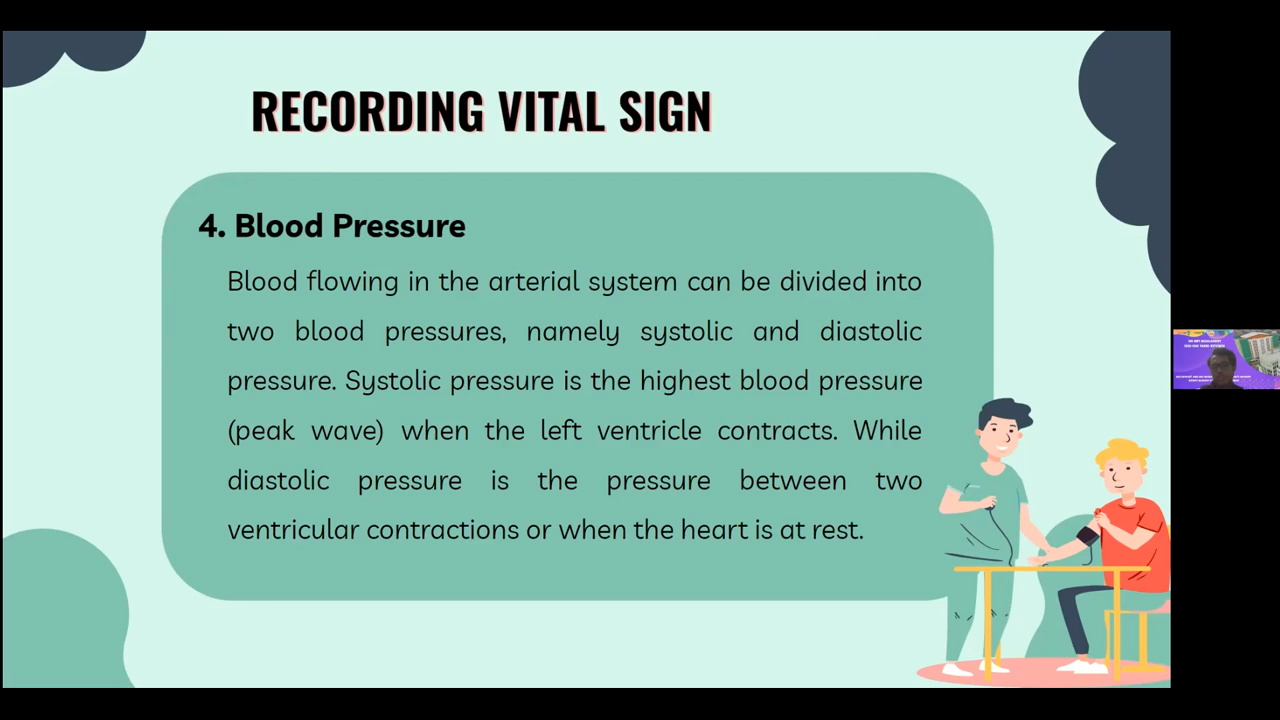 RECORDING VITAL SIGN
4. Blood Pressure
Blood flowing in the arterial system can be divided into
two blood pressures, namely systolic and diastolic
pressure. Systolic pressure is the highest blood pressure
(peak wave) when the left ventricle contracts. While
diastolic pressure is the pressure between two
ventricular contractions or when the heart is at rest.